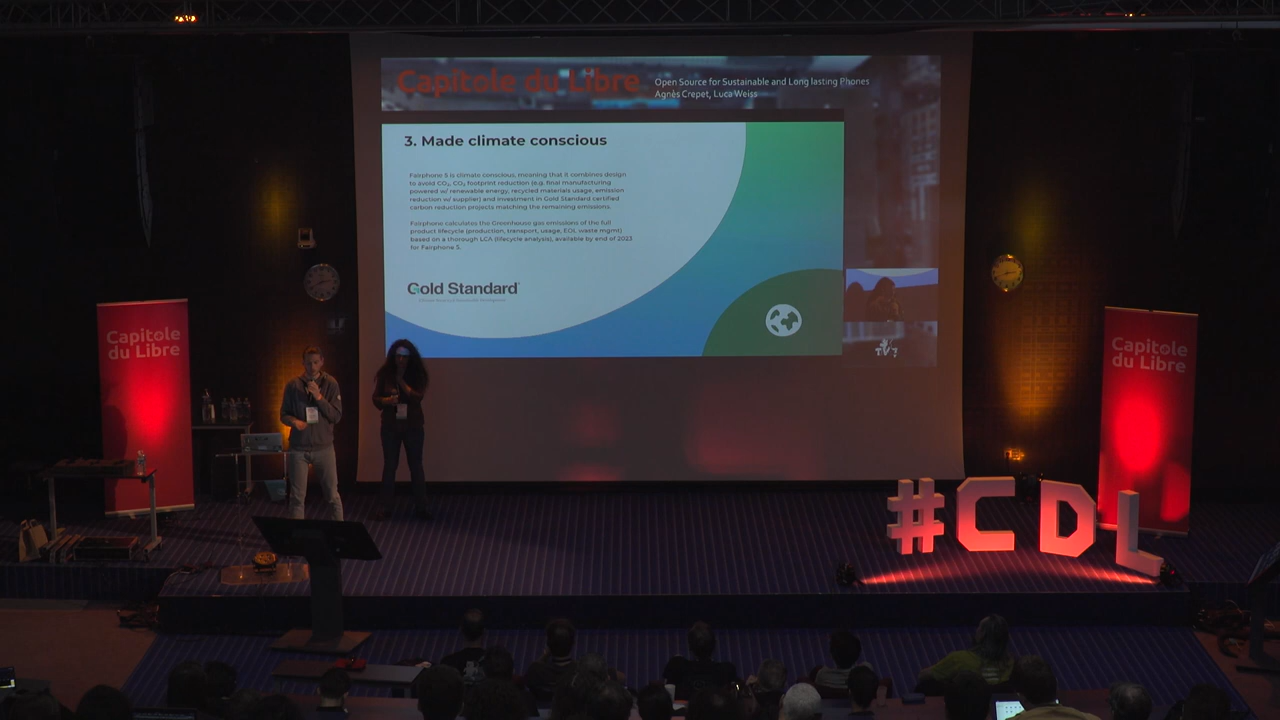 Capitole du Libre
Open Source for Sustainable and Long lasting Phones
Agnès Crepet, Luca Weiss
3. Made climate conscious
Fairphone 5 is climate conscious, meaning that it combines design
to avoid CO₂, CO₂ footprint reduction (e.g. final manufacturing
powered w/ renewable energy, recycled materials usage, emission
reduction w/ supplier) and investment in Gold Standard certified
carbon reduction projects matching the remaining emissions.
Fairphone calculates the Greenhouse gas emissions of the full
product lifecycle (production, transport, usage, EOL waste mgmt)
based on a thorough LCA (lifecycle analysis), available by end of 2023
for Fairphone 5.
Gold Standard
Capitole
du Libre
Capitole
du Libre
#CDL